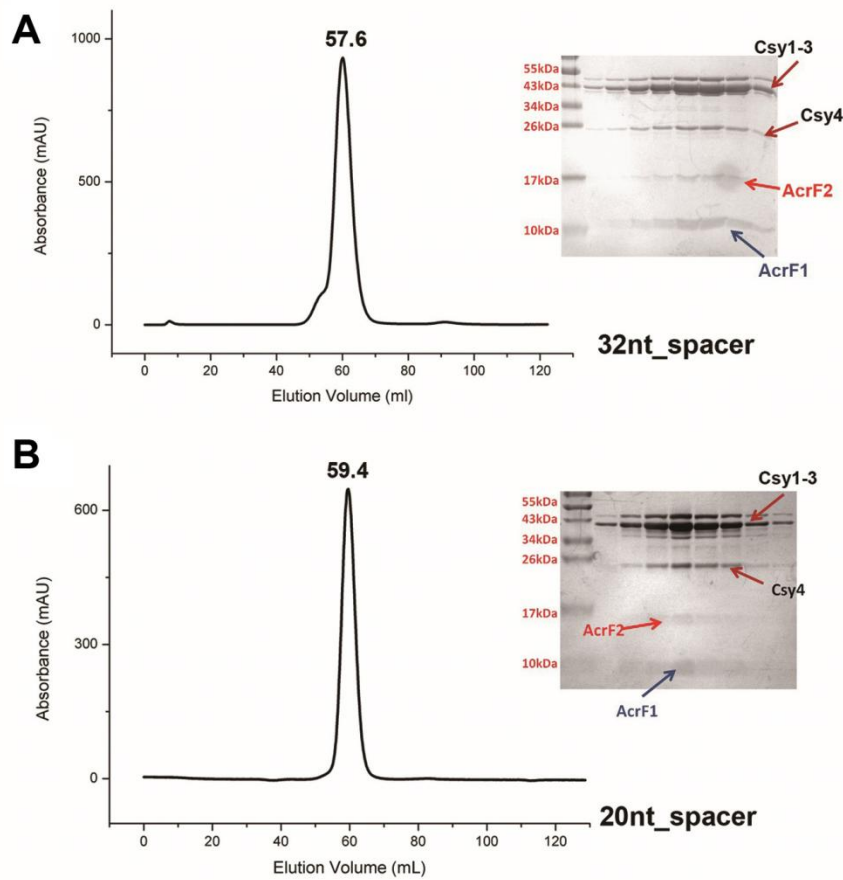 A
57.6
1000
500
0
Absorbance (mAU)
0 20 40 60 80 100 120
Elution Volume (ml)
55kDa
43kDa
34kDa
26kDa
17kDa
10kDa
Csy1-3
Csy4
AcrF2
AcrF1
32nt_spacer
B
59.4
600
300
0
Absorbance (mAU)
0 20 40 60 80 100 120
Elution Volume (mL)
55kDa
43kDa
34kDa
26kDa
17kDa
10kDa
Csy1-3
Csy4
AcrF2
AcrF1
20nt_spacer